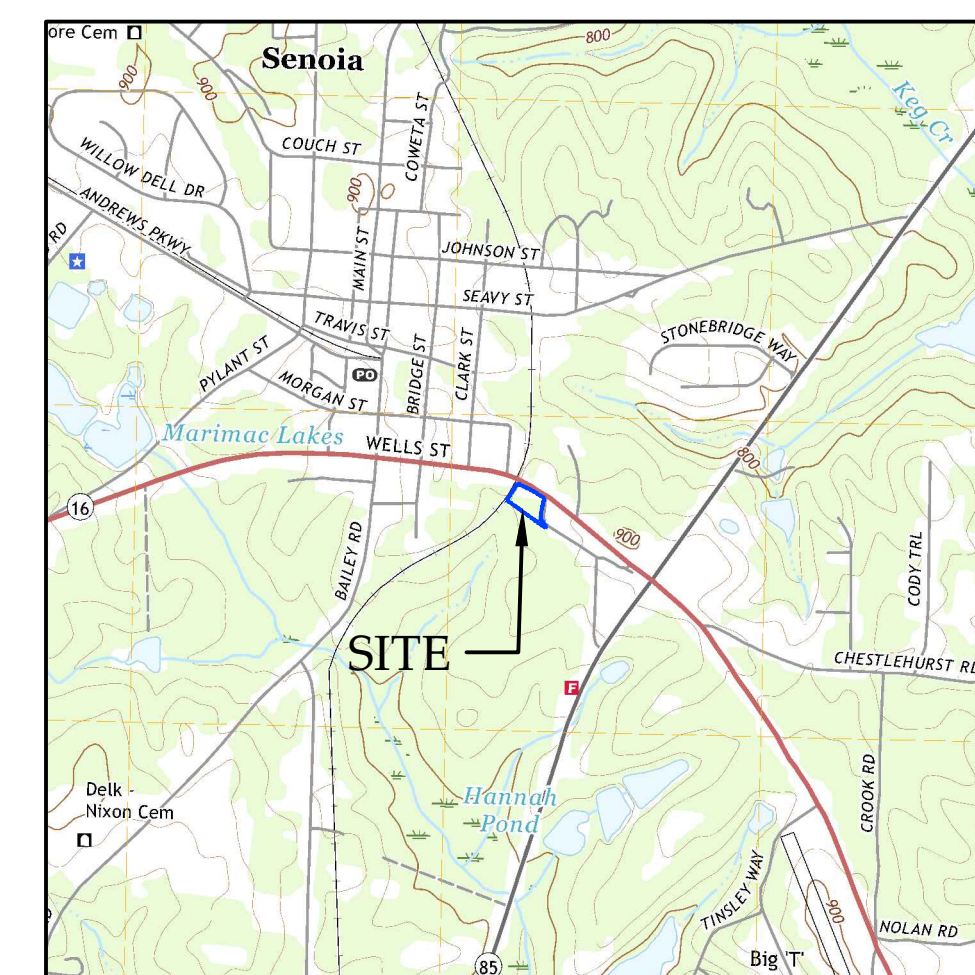 ore Cem
Senoia
800
900
900
Keg Cr
COWETA ST
COUCH ST
WILLOW DELL DR
900
ANDREWS PKWY
RD
MAIN ST
JOHNSON ST
SEAVY ST
TRAVIS ST
STONEBRIDGE WAY
PYLANT ST
BRIDGE ST
CLARK ST
PO
MORGAN ST
Marimac Lakes
WELLS ST
800
16
900
BAILEY RD
CODY TRL
SITE
CHESTLEHURST RD
F
Delk -
Nixon Cem
Hannah
Pond
CROOK RD
TINSLEY WAY
900
NOLAN RD
Big 'T'
85